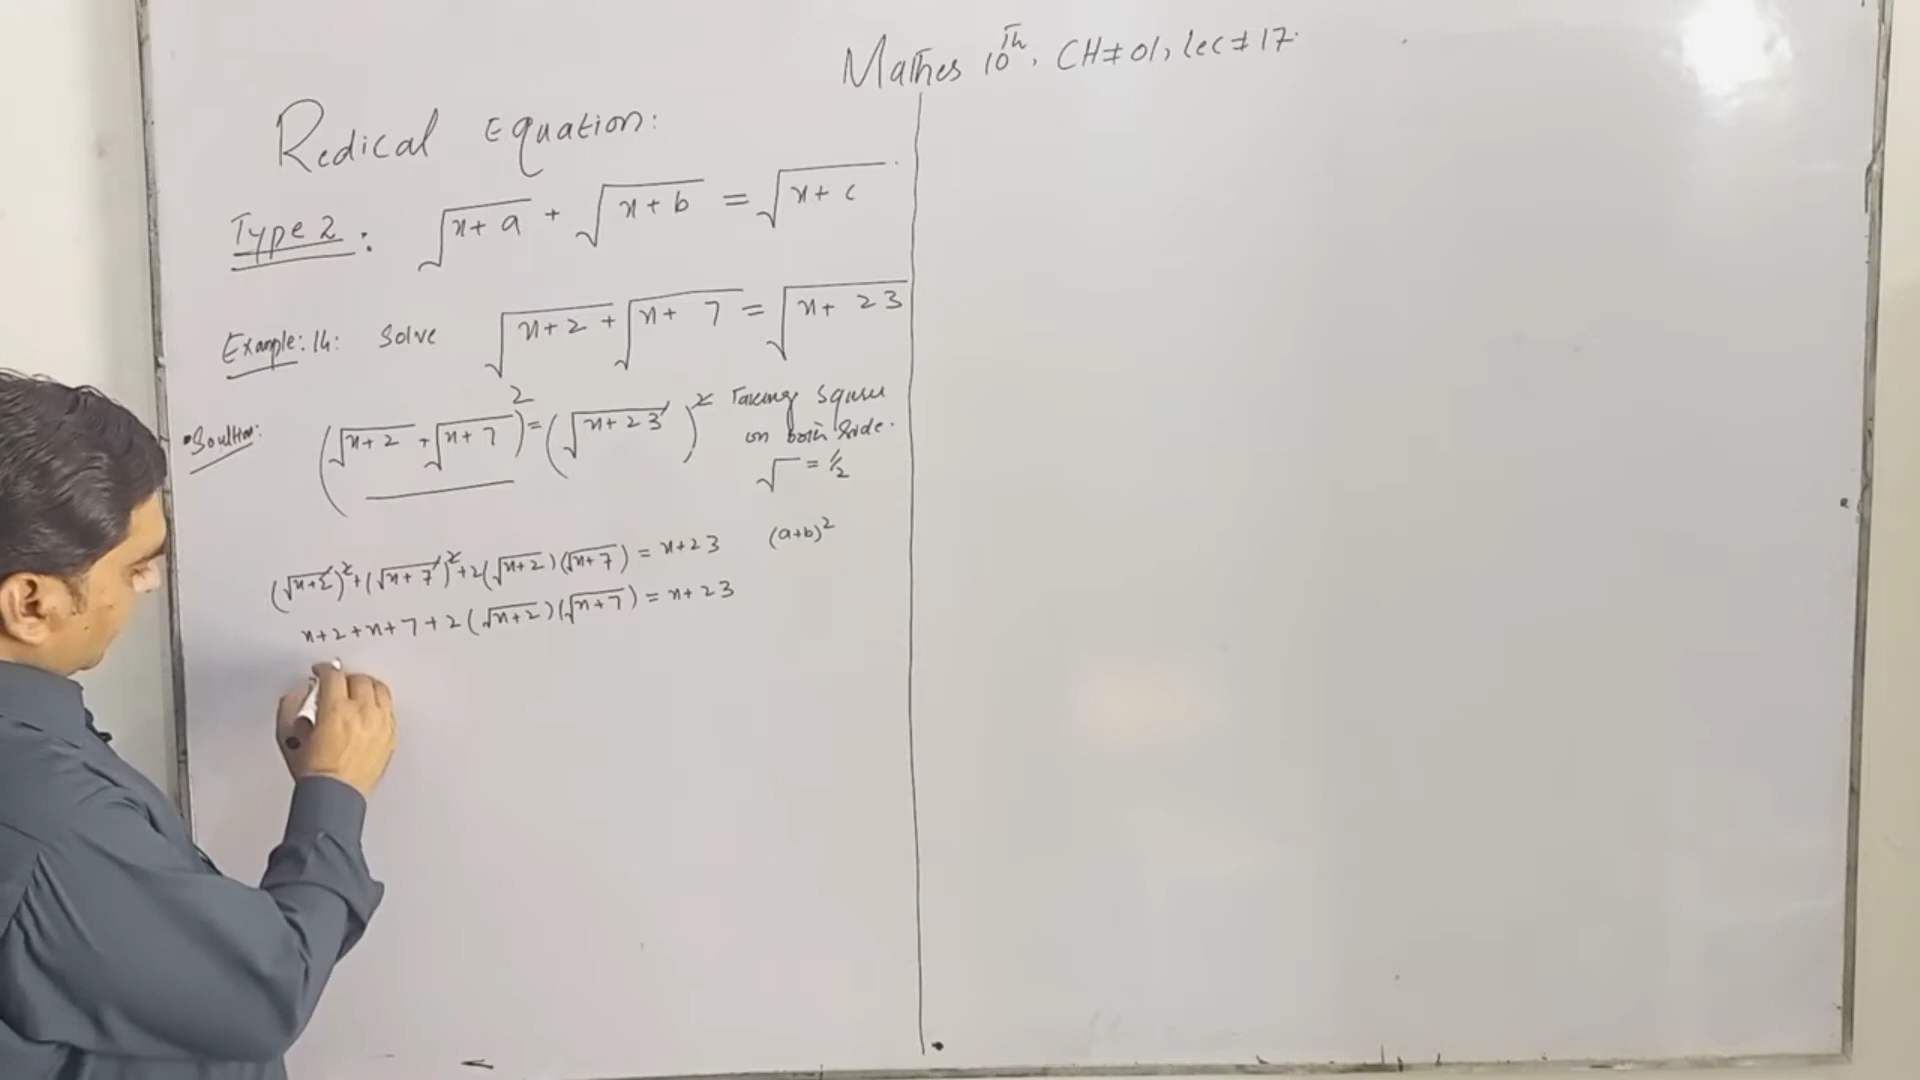 Mathes 10th, CH≠01, lec≠17.
Redical Equation:
Type 2: √(x+a) + √(x+b) = √(x+c)
Example: 14: Solve √(x+2) + √(x+7) = √(x+23)
Soultion: (√(x+2) + √(x+7))² = (√(x+23))² Taking Squre
on both Side.
√ = 1/2
(√(x+2))² + (√(x+7))² + 2(√(x+2))(√(x+7)) = x+23 (a+b)²
x+2+x+7+2(√(x+2))(√(x+7)) = x+23